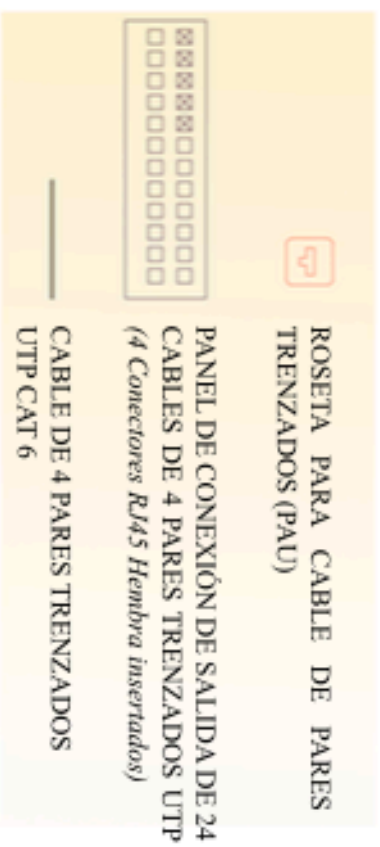 ROSETA PARA CABLE DE PARES
TRENZADOS (PAU)
PANEL DE CONEXIÓN DE SALIDA DE 24
CABLES DE 4 PARES TRENZADOS UTP
(4 Conectores RJ45 Hembra insertados)
CABLE DE 4 PARES TRENZADOS
UTP CAT 6